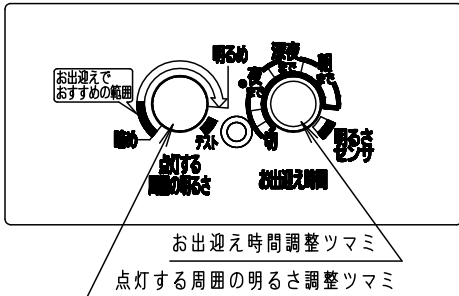 お出迎えで
おすすめの範囲
明るめ
暗め
テスト
点灯する
周囲の明るさ
深夜
まで
夜
まで
朝
まで
切
明るさ
センサ
お出迎え時間
お出迎え時間調整ツマミ
点灯する周囲の明るさ調整ツマミ